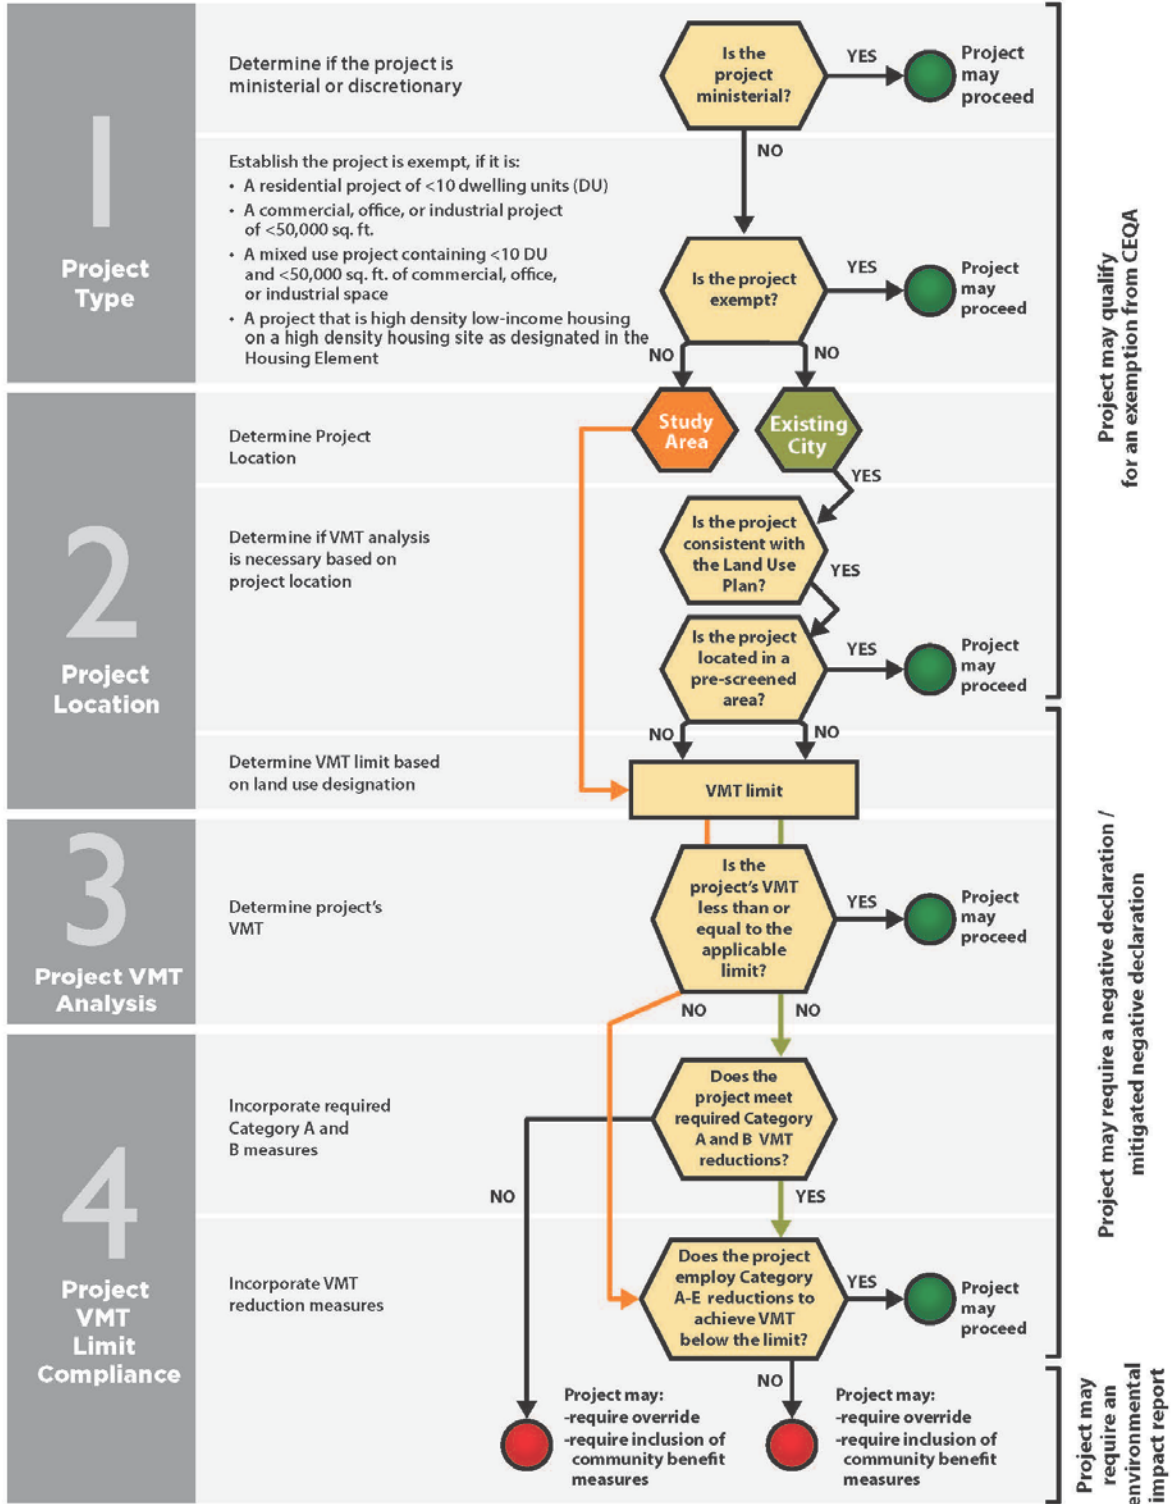 1
Project
Type
Determine if the project is
ministerial or discretionary
Is the
project
ministerial?
YES
Project
may
proceed
NO
Establish the project is exempt, if it is:
• A residential project of <10 dwelling units (DU)
• A commercial, office, or industrial project
of <50,000 sq. ft.
• A mixed use project containing <10 DU
and <50,000 sq. ft. of commercial, office,
or industrial space
• A project that is high density low-income housing
on a high density housing site as designated in the
Housing Element
Is the project
exempt?
YES
Project
may
proceed
NO
NO
2
Project
Location
Determine Project
Location
Study
Area
Existing
City
YES
Determine if VMT analysis
is necessary based on
project location
Is the project
consistent with
the Land Use
Plan?
YES
Is the project
located in a
pre-screened
area?
YES
Project
may
proceed
NO
NO
Determine VMT limit based
on land use designation
VMT limit
3
Project VMT
Analysis
Determine project's
VMT
Is the
project's VMT
less than or
equal to the
applicable
limit?
YES
Project
may
proceed
NO
NO
4
Project
VMT
Limit
Compliance
Incorporate required
Category A and
B measures
Does the
project meet
required Category
A and B VMT
reductions?
NO
YES
Incorporate VMT
reduction measures
Does the project
employ Category
A-E reductions to
achieve VMT
below the limit?
YES
Project
may
proceed
NO
Project may:
-require override
-require inclusion of
community benefit
measures
Project may:
-require override
-require inclusion of
community benefit
measures
Project may qualify
for an exemption from CEQA
Project may require a negative declaration /
mitigated negative declaration
Project may
require an
environmental
impact report